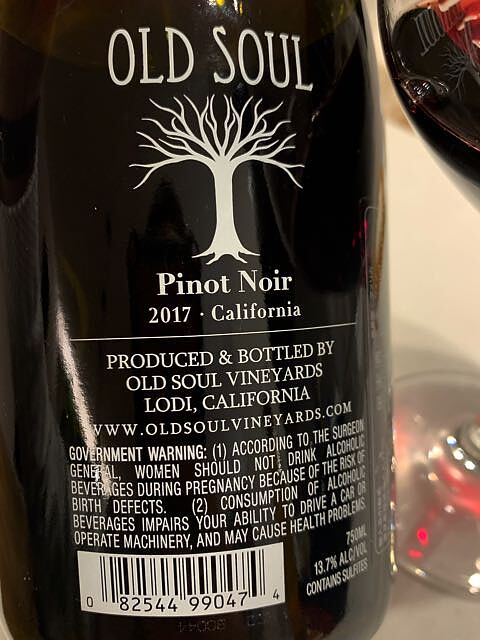 OLD SOUL
Pinot Noir
2017 · California
PRODUCED & BOTTLED BY
OLD SOUL VINEYARDS
LODI, CALIFORNIA
WWW.OLDSOULVINEYARDS.COM
GOVERNMENT WARNING: (1) ACCORDING TO THE SURGEON
GENERAL, WOMEN SHOULD NOT DRINK ALCOHOLIC
BEVERAGES DURING PREGNANCY BECAUSE OF THE RISK OF
BIRTH DEFECTS. (2) CONSUMPTION OF ALCOHOLIC
BEVERAGES IMPAIRS YOUR ABILITY TO DRIVE A CAR OR
OPERATE MACHINERY, AND MAY CAUSE HEALTH PROBLEMS.
750ML
13.7% ALC/VOL
CONTAINS SULFITES
0 82544 99047 4